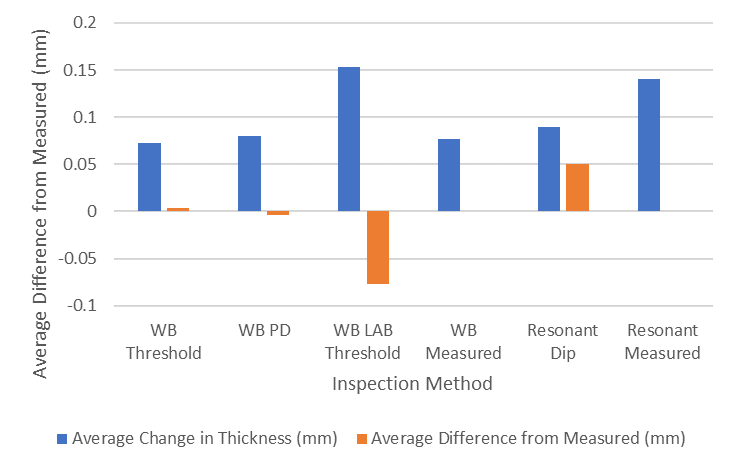 0.2
0.15
0.1
0.05
0
-0.05
-0.1
Average Difference from Measured (mm)
WB Threshold
WB PD
WB LAB Threshold
WB Measured
Resonant Dip
Resonant Measured
Inspection Method
Average Change in Thickness (mm)
Average Difference from Measured (mm)